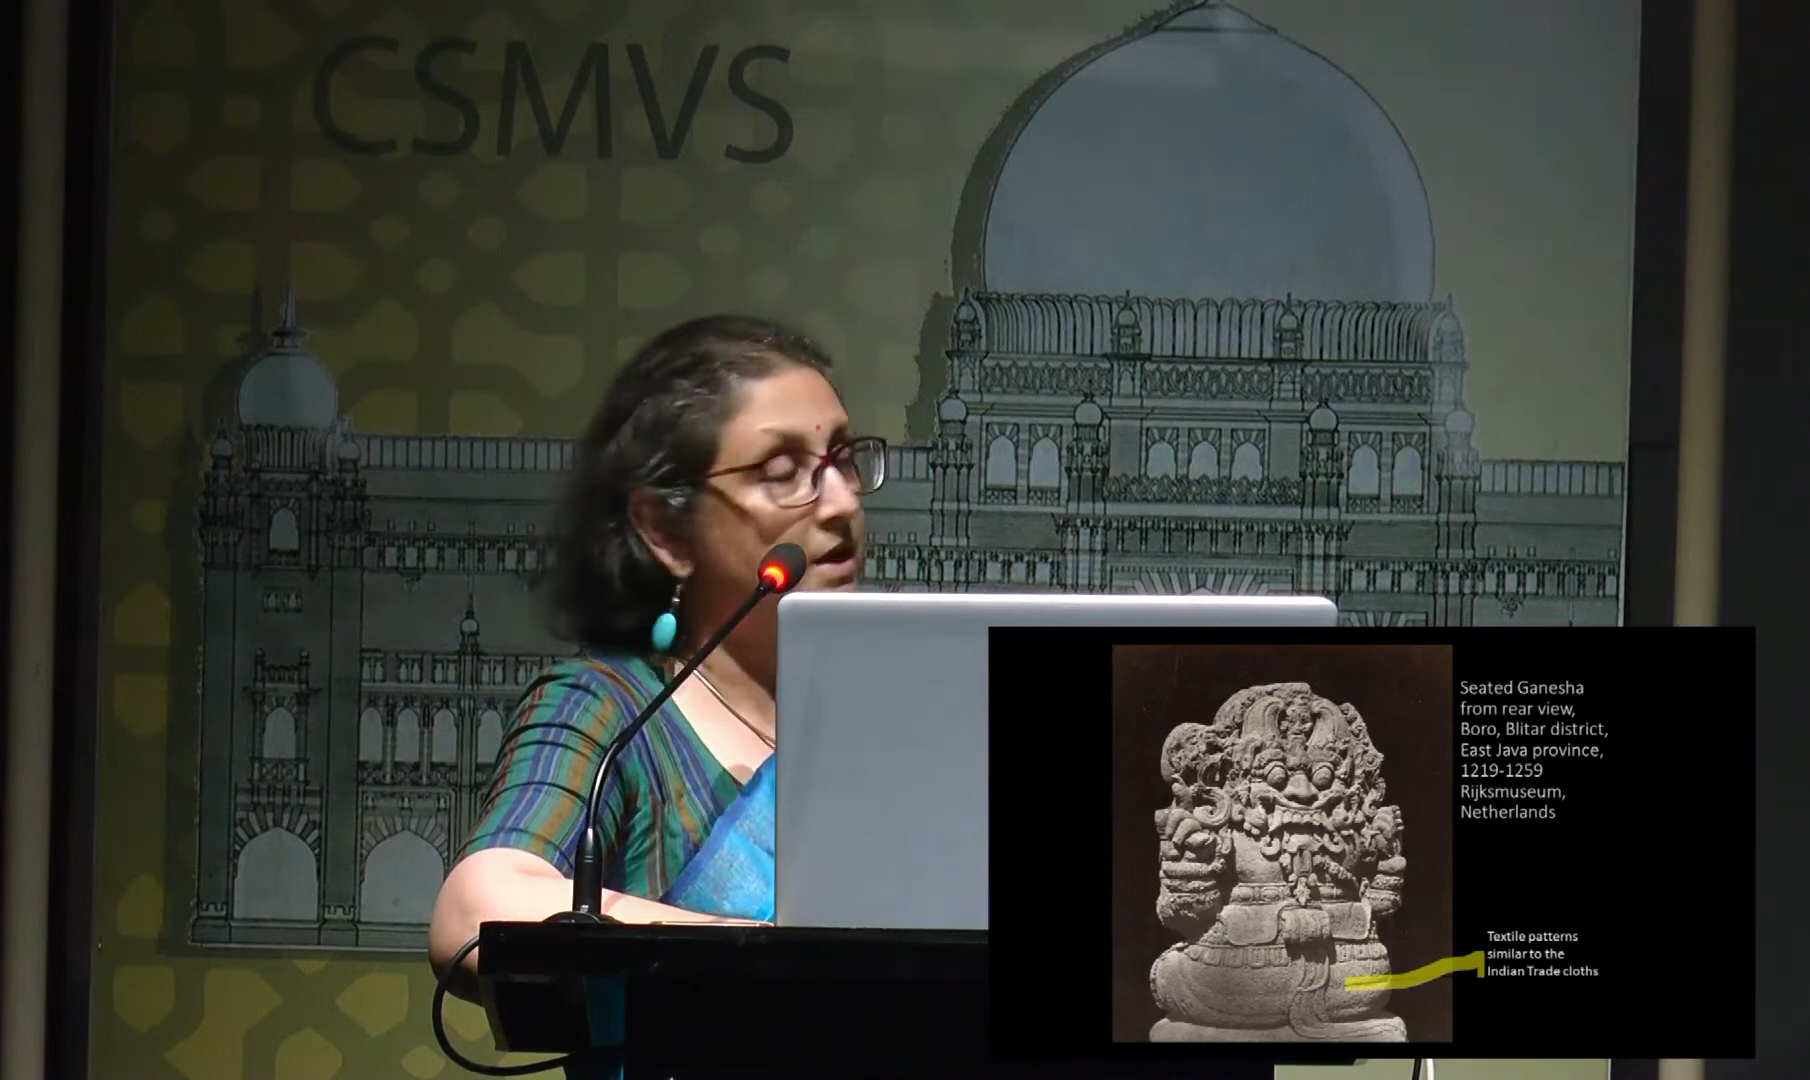 CSMVS
Seated Ganesha
from rear view,
Boro, Blitar district,
East Java province,
1219-1259
Rijksmuseum,
Netherlands
Textile patterns
similar to the
Indian Trade cloths